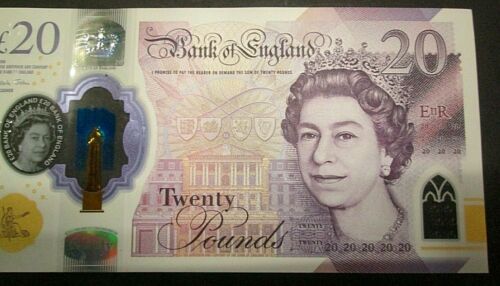 £20
Bank of England
20
I PROMISE TO PAY THE BEARER ON DEMAND THE SUM OF TWENTY POUNDS.
£20 BANK OF ENGLAND £20 BANK OF ENGLAND
EIIR
20
20 20 20
Twenty
Pounds
TWENTY
20 20 20 20 20